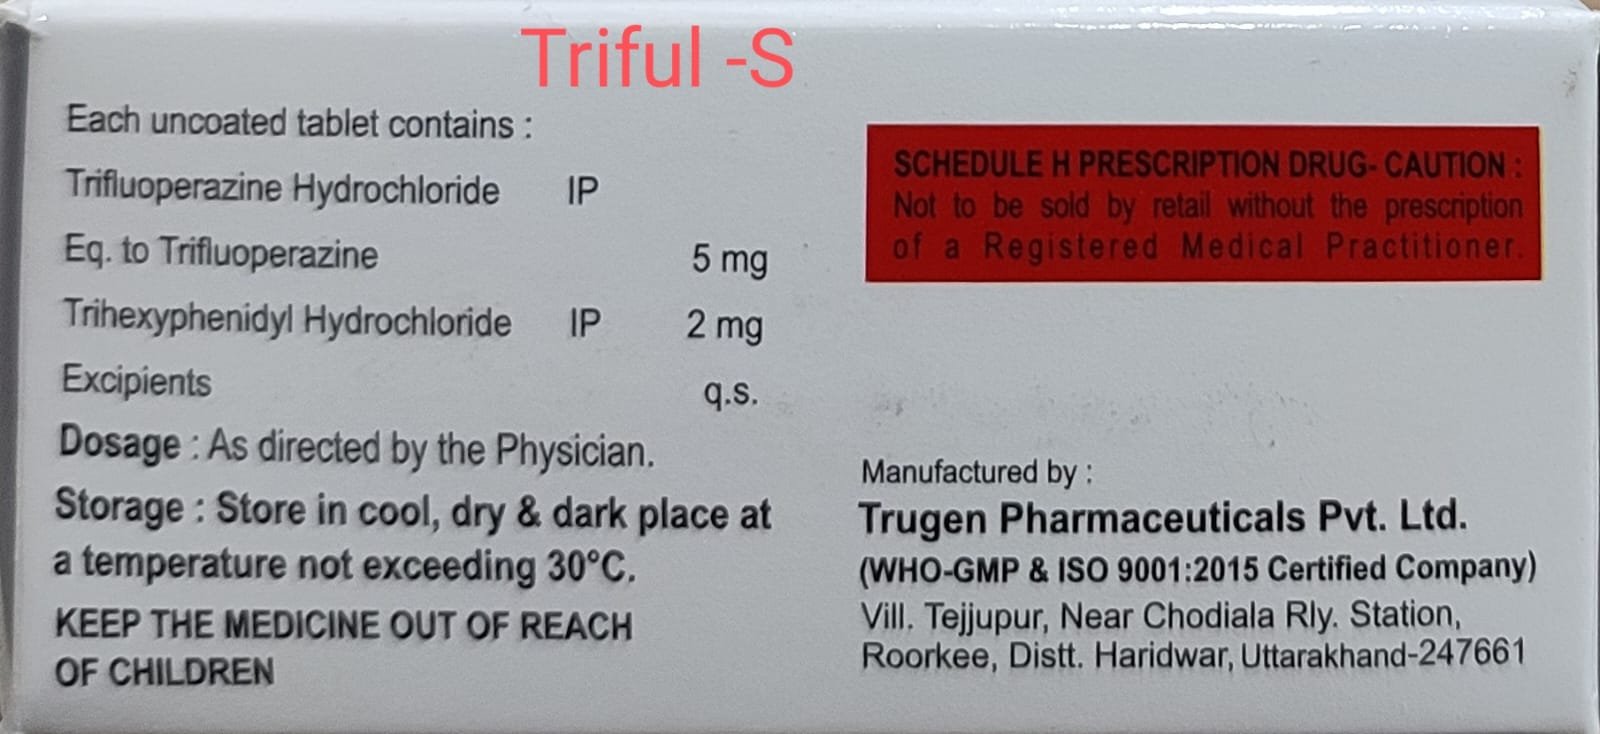 Triful -S
Each uncoated tablet contains :
Trifluoperazine Hydrochloride IP
Eq. to Trifluoperazine 5 mg
Trihexyphenidyl Hydrochloride IP 2 mg
Excipients q.s.
Dosage : As directed by the Physician.
Storage : Store in cool, dry & dark place at
a temperature not exceeding 30°C.
KEEP THE MEDICINE OUT OF REACH
OF CHILDREN
SCHEDULE H PRESCRIPTION DRUG- CAUTION :
Not to be sold by retail without the prescription
of a Registered Medical Practitioner.
Manufactured by :
Trugen Pharmaceuticals Pvt. Ltd.
(WHO-GMP & ISO 9001:2015 Certified Company)
Vill. Tejjupur, Near Chodiala Rly. Station,
Roorkee, Distt. Haridwar, Uttarakhand-247661